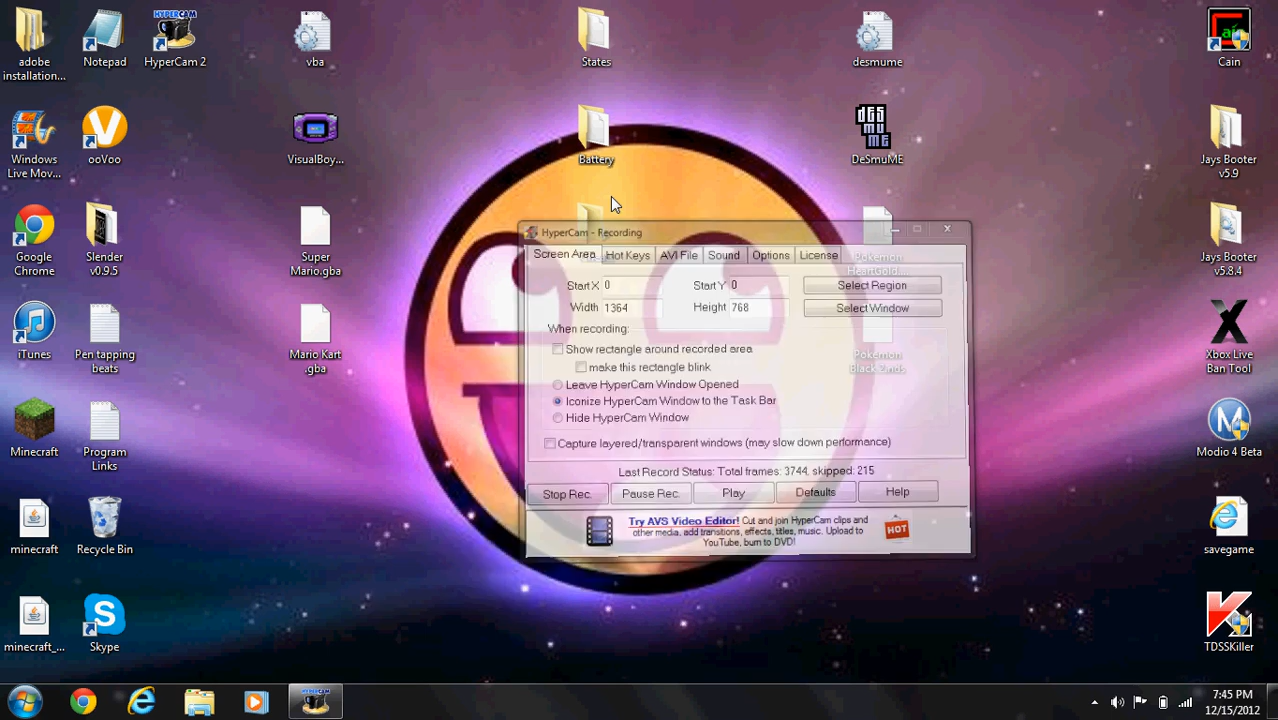 adobe
installation...
Notepad
HyperCam 2
vba
States
desmume
Cain
Windows
Live Mov...
ooVoo
VisualBoy...
Battery
DeSmuME
Jays Booter
v5.9
Google
Chrome
Slender
v0.9.5
Super
Mario.gba
Pokemon
HeartGold...
Jays Booter
v5.8.4
iTunes
Pen tapping
beats
Mario Kart
.gba
Pokemon
Black 2.nds
Xbox Live
Ban Tool
Minecraft
Program
Links
Modio 4 Beta
minecraft
Recycle Bin
savegame
minecraft_...
Skype
TDSSKiller
HyperCam - Recording
Screen Area
Hot Keys
AVI File
Sound
Options
License
Start X 0
Start Y 0
Select Region
Width 1364
Height 768
Select Window
When recording:
Show rectangle around recorded area
make this rectangle blink
Leave HyperCam Window Opened
Iconize HyperCam Window to the Task Bar
Hide HyperCam Window
Capture layered/transparent windows (may slow down performance)
Last Record Status: Total frames: 3744, skipped: 215
Stop Rec.
Pause Rec.
Play
Defaults
Help
Try AVS Video Editor! Cut and join HyperCam clips and
other media, add transitions, effects, titles, music. Upload to
YouTube, burn to DVD!
HOT
7:45 PM
12/15/2012